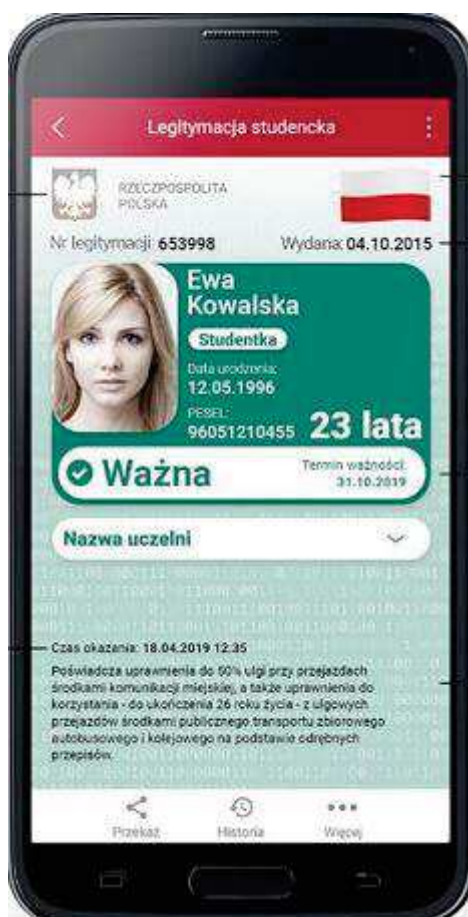 Legitymacja studencka
RZECZPOSPOLITA
POLSKA
Nr legitymacji: 653998 Wydana: 04.10.2015
Ewa
Kowalska
Studentka
Data urodzenia:
12.05.1996
PESEL:
96051210455 23 lata
Ważna
Termin ważności:
31.10.2019
Nazwa uczelni
Czas okazania: 18.04.2019 12:35
Poświadcza uprawnienia do 50% ulgi przy przejazdach
środkami komunikacji miejskiej, a także uprawnienia do
korzystania - do ukończenia 26 roku życia - z ulgowych
przejazdów środkami publicznego transportu zbiorowego
autobusowego i kolejowego na podstawie odrębnych
przepisów.
Przekaż Historia Więcej